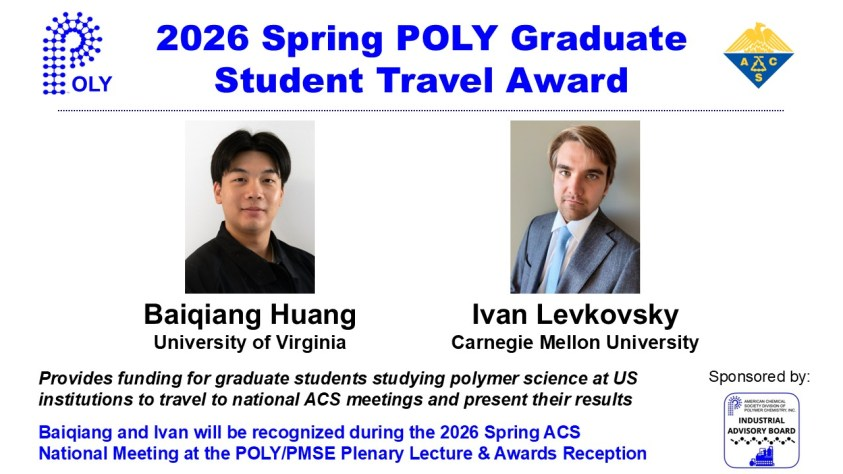 2026 Spring POLY Graduate
Student Travel Award
POLY
ACS
Baiqiang Huang
University of Virginia
Ivan Levkovsky
Carnegie Mellon University
Provides funding for graduate students studying polymer science at US
institutions to travel to national ACS meetings and present their results
Baiqiang and Ivan will be recognized during the 2026 Spring ACS
National Meeting at the POLY/PMSE Plenary Lecture & Awards Reception
Sponsored by:
AMERICAN CHEMICAL
SOCIETY DIVISION OF
POLYMER CHEMISTRY, INC
INDUSTRIAL
ADVISORY BOARD